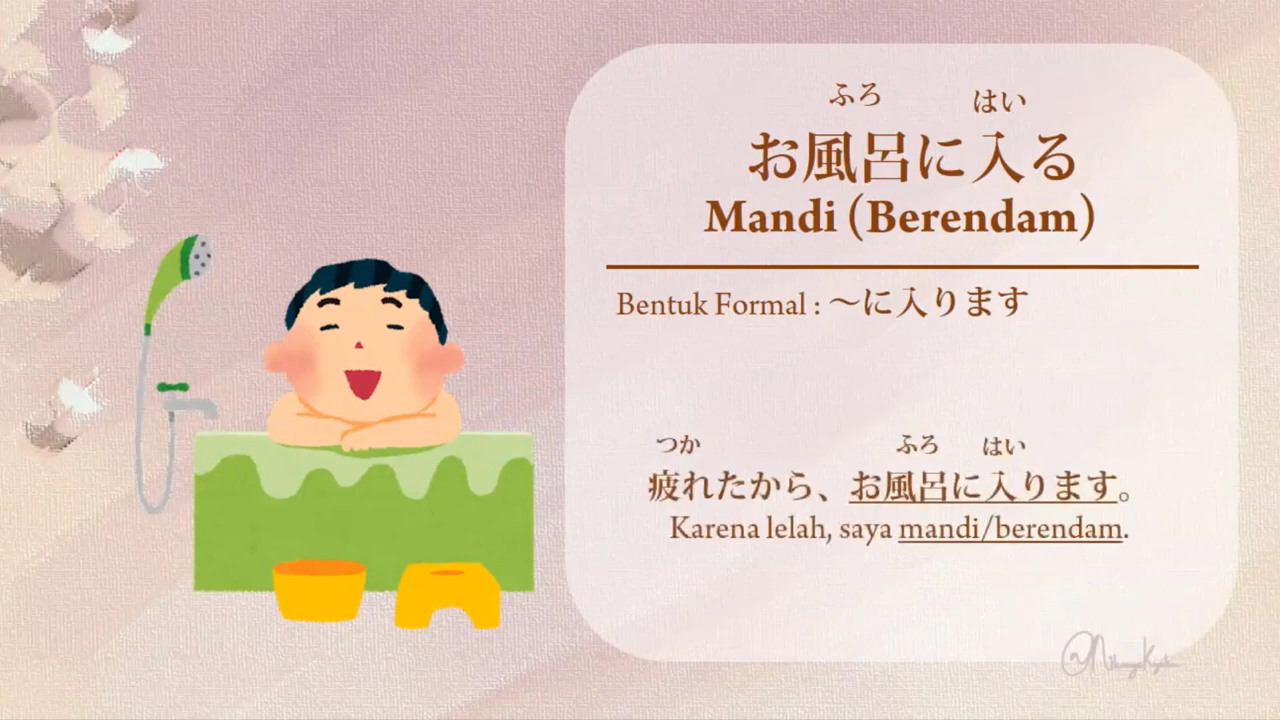 ふろ はい
お風呂に入る
Mandi (Berendam)
Bentuk Formal : ～に入ります
つか ふろ はい
疲れたから、お風呂に入ります。
Karena lelah, saya mandi/berendam.